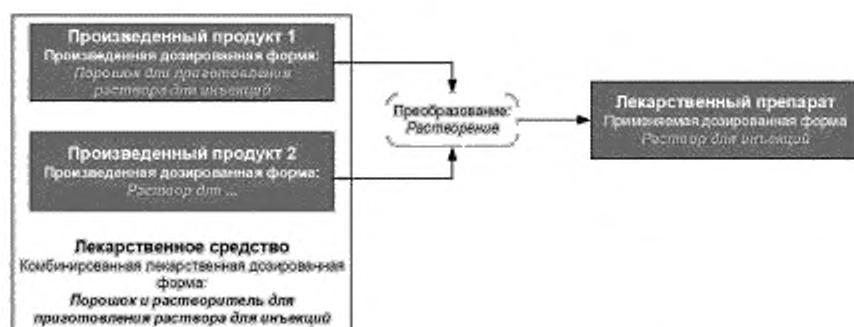 Произведенный продукт 1
Произведенная дозированная форма:
Порошок для приготовления
раствора для инъекций
Произведенный продукт 2
Произведенная дозированная форма:
Раствор для ...
Лекарственное средство
Комбинированная лекарственная дозированная
форма:
Порошок и растворитель для
приготовления раствора для инъекций
Преобразование:
Растворение
Лекарственный препарат
Применяемая дозированная форма
Раствор для инъекций